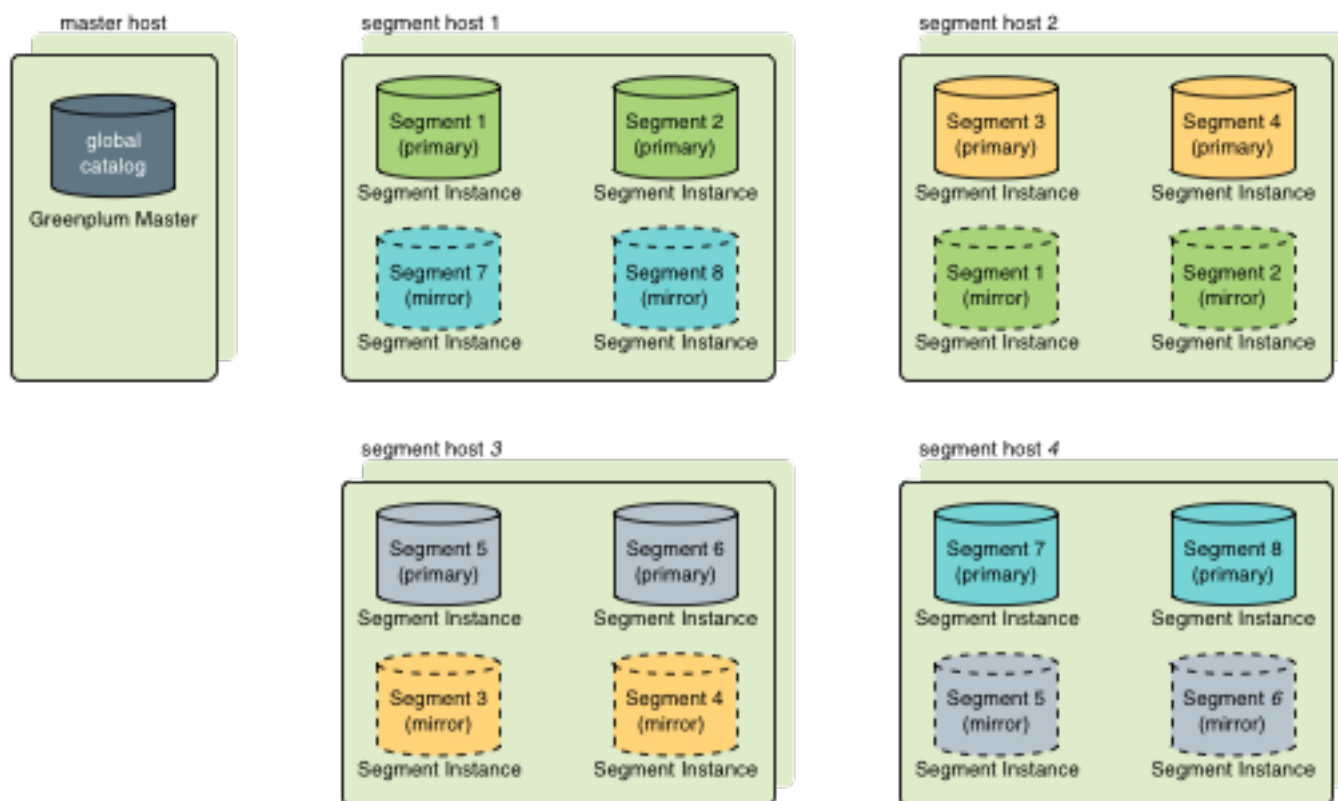 master host
global
catalog
Greenplum Master
segment host 1
Segment 1
(primary)
Segment Instance
Segment 2
(primary)
Segment Instance
Segment 7
(mirror)
Segment Instance
Segment 8
(mirror)
Segment Instance
segment host 2
Segment 3
(primary)
Segment Instance
Segment 4
(primary)
Segment Instance
Segment 1
(mirror)
Segment Instance
Segment 2
(mirror)
Segment Instance
segment host 3
Segment 5
(primary)
Segment Instance
Segment 6
(primary)
Segment Instance
Segment 3
(mirror)
Segment Instance
Segment 4
(mirror)
Segment Instance
segment host 4
Segment 7
(primary)
Segment Instance
Segment 8
(primary)
Segment Instance
Segment 5
(mirror)
Segment Instance
Segment 6
(mirror)
Segment Instance